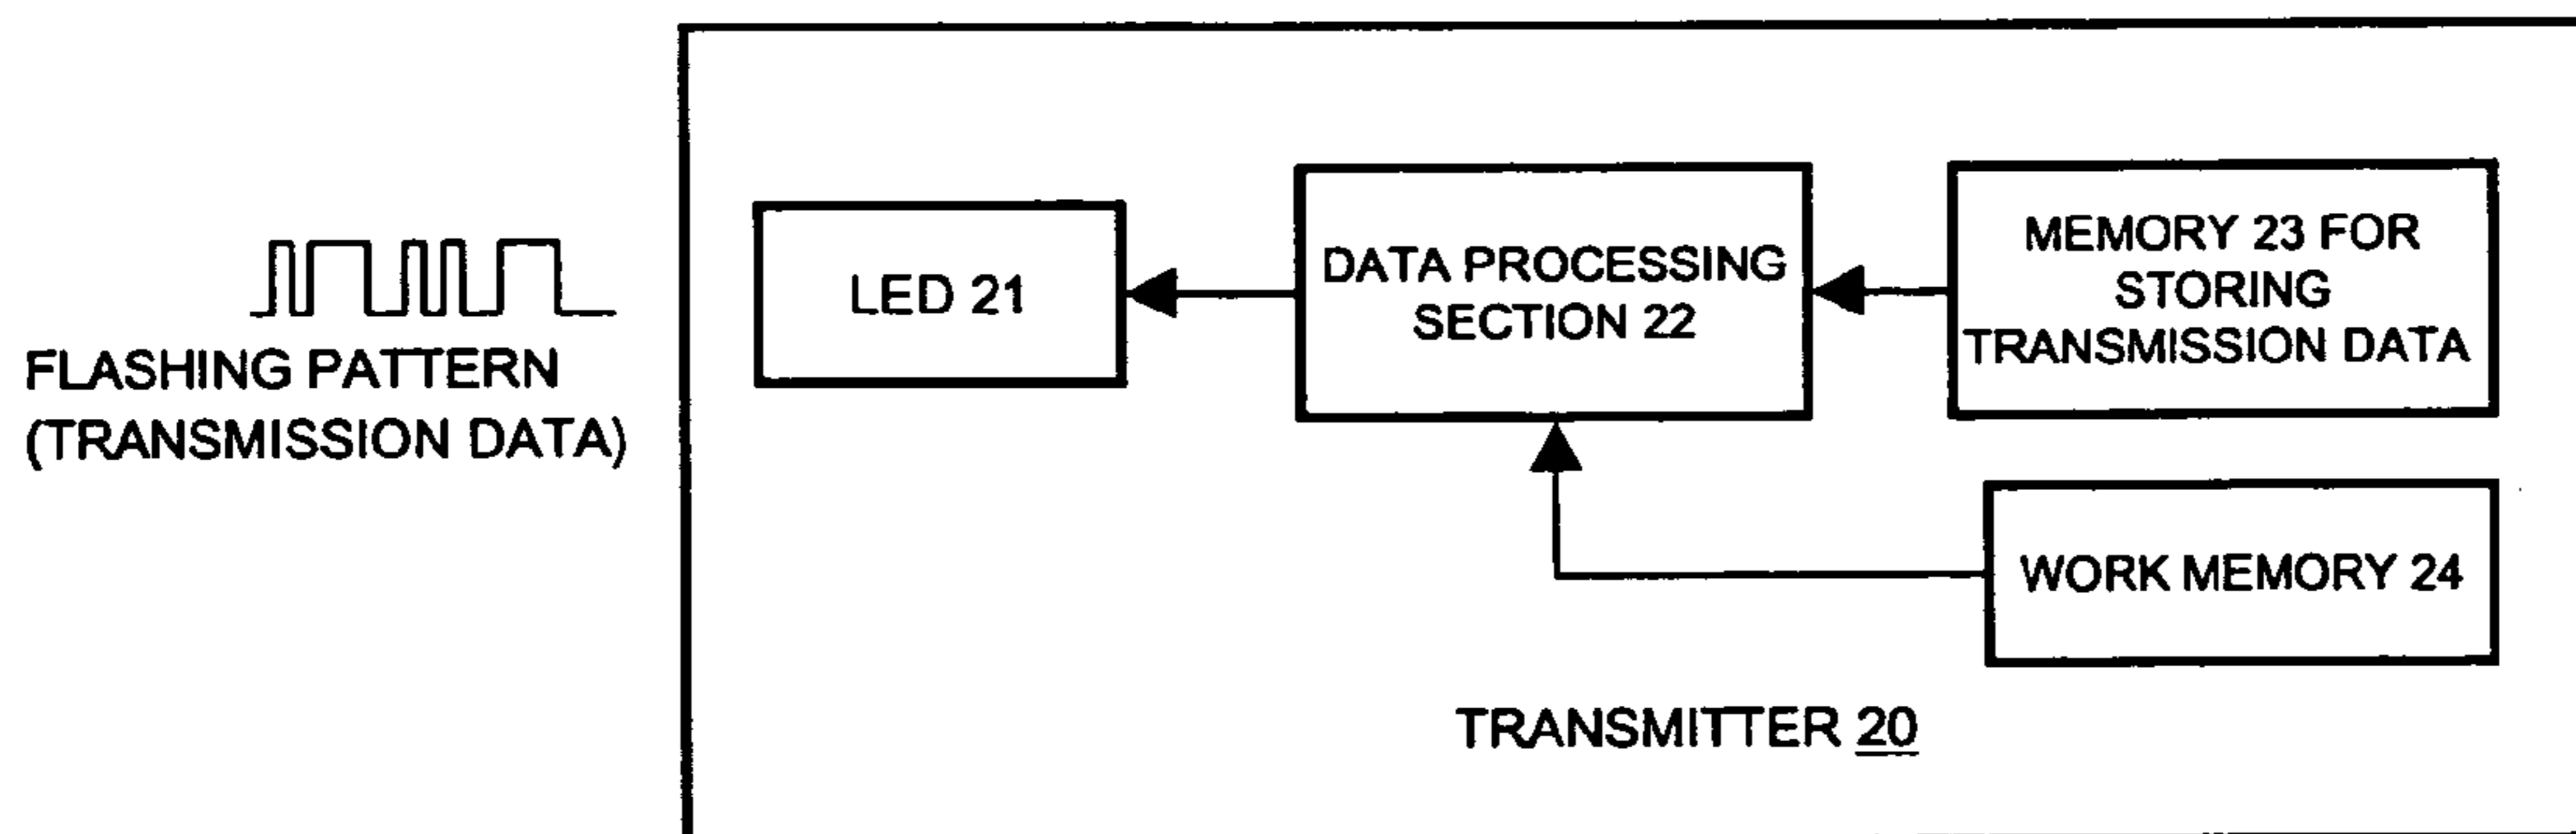 FLASHING PATTERN
(TRANSMISSION DATA)
LED 21
DATA PROCESSING
SECTION 22
MEMORY 23 FOR
STORING
TRANSMISSION DATA
WORK MEMORY 24
TRANSMITTER 20